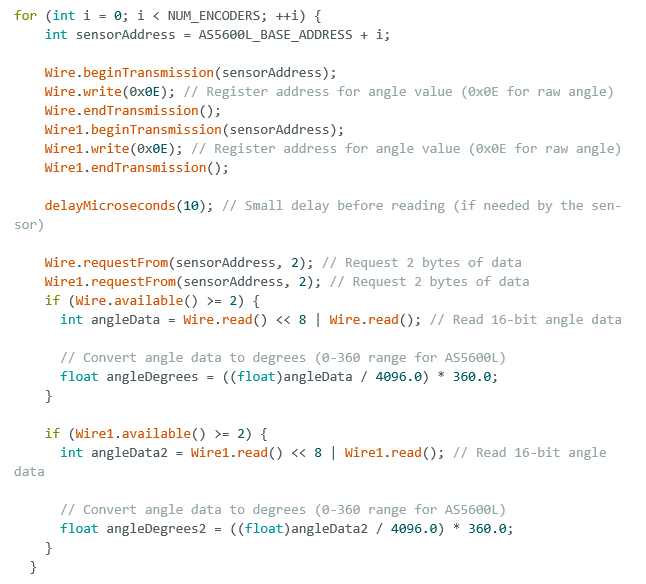 for (int i = 0; i < NUM_ENCODERS; ++i) {
    int sensorAddress = AS5600L_BASE_ADDRESS + i;

    Wire.beginTransmission(sensorAddress);
    Wire.write(0x0E); // Register address for angle value (0x0E for raw angle)
    Wire.endTransmission();
    Wire1.beginTransmission(sensorAddress);
    Wire1.write(0x0E); // Register address for angle value (0x0E for raw angle)
    Wire1.endTransmission();

    delayMicroseconds(10); // Small delay before reading (if needed by the sen-
sor)

    Wire.requestFrom(sensorAddress, 2); // Request 2 bytes of data
    Wire1.requestFrom(sensorAddress, 2); // Request 2 bytes of data
    if (Wire.available() >= 2) {
      int angleData = Wire.read() << 8 | Wire.read(); // Read 16-bit angle data

      // Convert angle data to degrees (0-360 range for AS5600L)
      float angleDegrees = ((float)angleData / 4096.0) * 360.0;
    }

    if (Wire1.available() >= 2) {
      int angleData2 = Wire1.read() << 8 | Wire1.read(); // Read 16-bit angle
data

      // Convert angle data to degrees (0-360 range for AS5600L)
      float angleDegrees2 = ((float)angleData2 / 4096.0) * 360.0;
    }
  }